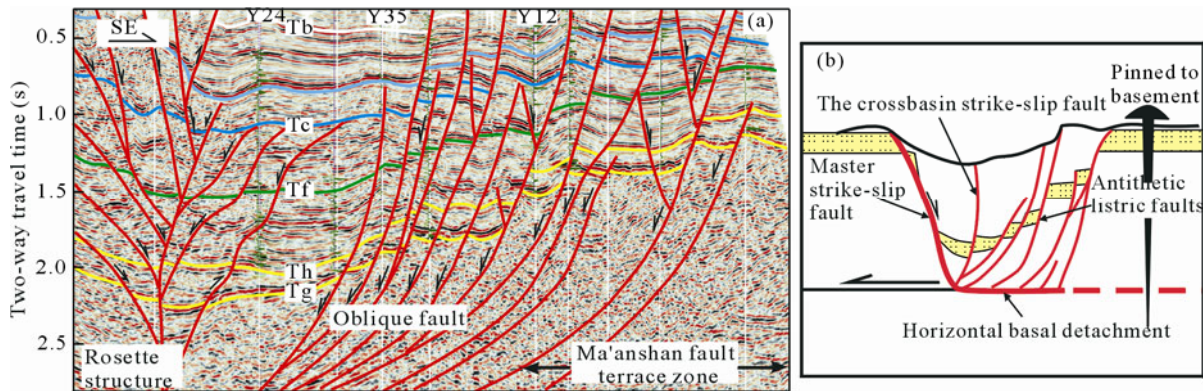 Two-way travel time (s)
0.5
1.0
1.5
2.0
2.5
SE
Y24
Tb
Y35
Y12
(a)
Tc
Tf
Th
Tg
Oblique fault
Rosette
structure
Ma'anshan fault
terrace zone
(b)
Pinned to
basement
The crossbasin strike-slip fault
Master
strike-slip
fault
Antithetic
listric faults
Horizontal basal detachment